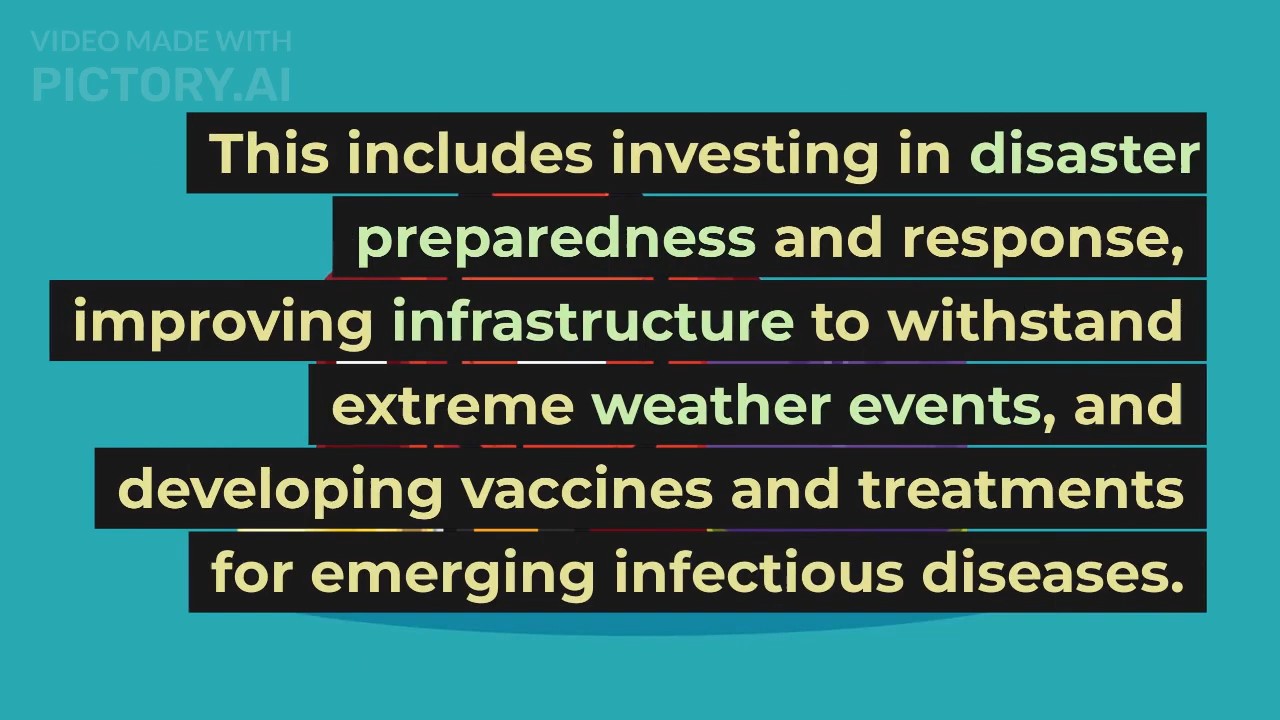 VIDEO MADE WITH
PICTORY.AI
This includes investing in disaster
preparedness and response,
improving infrastructure to withstand
extreme weather events, and
developing vaccines and treatments
for emerging infectious diseases.